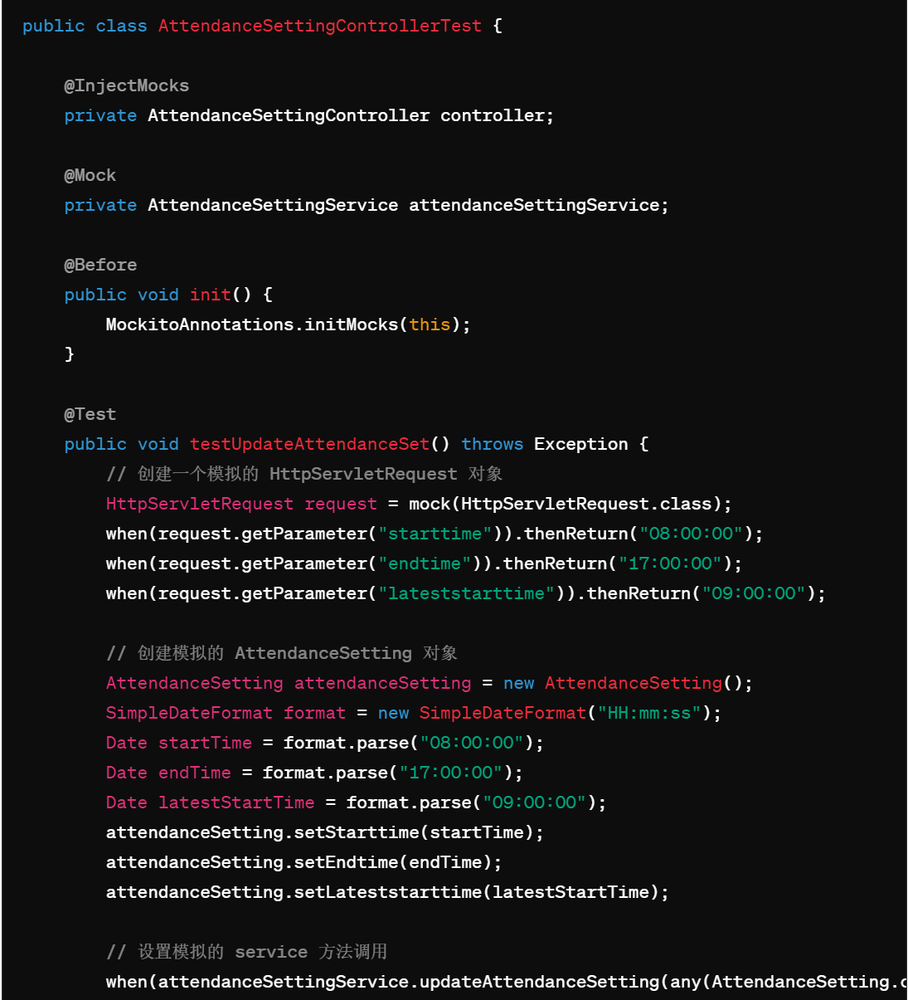 public class AttendanceSettingControllerTest {
@InjectMocks
private AttendanceSettingController controller;
@Mock
private AttendanceSettingService attendanceSettingService;
@Before
public void init() {
MockitoAnnotations.initMocks(this);
}
@Test
public void testUpdateAttendanceSet() throws Exception {
// 创建一个模拟的 HttpServletRequest 对象
HttpServletRequest request = mock(HttpServletRequest.class);
when(request.getParameter("starttime")).thenReturn("08:00:00");
when(request.getParameter("endtime")).thenReturn("17:00:00");
when(request.getParameter("lateststarttime")).thenReturn("09:00:00");
// 创建模拟的 AttendanceSetting 对象
AttendanceSetting attendanceSetting = new AttendanceSetting();
SimpleDateFormat format = new SimpleDateFormat("HH:mm:ss");
Date startTime = format.parse("08:00:00");
Date endTime = format.parse("17:00:00");
Date latestStartTime = format.parse("09:00:00");
attendanceSetting.setStarttime(startTime);
attendanceSetting.setEndtime(endTime);
attendanceSetting.setLateststarttime(latestStartTime);
// 设置模拟的 service 方法调用
when(attendanceSettingService.updateAttendanceSetting(any(AttendanceSetting.